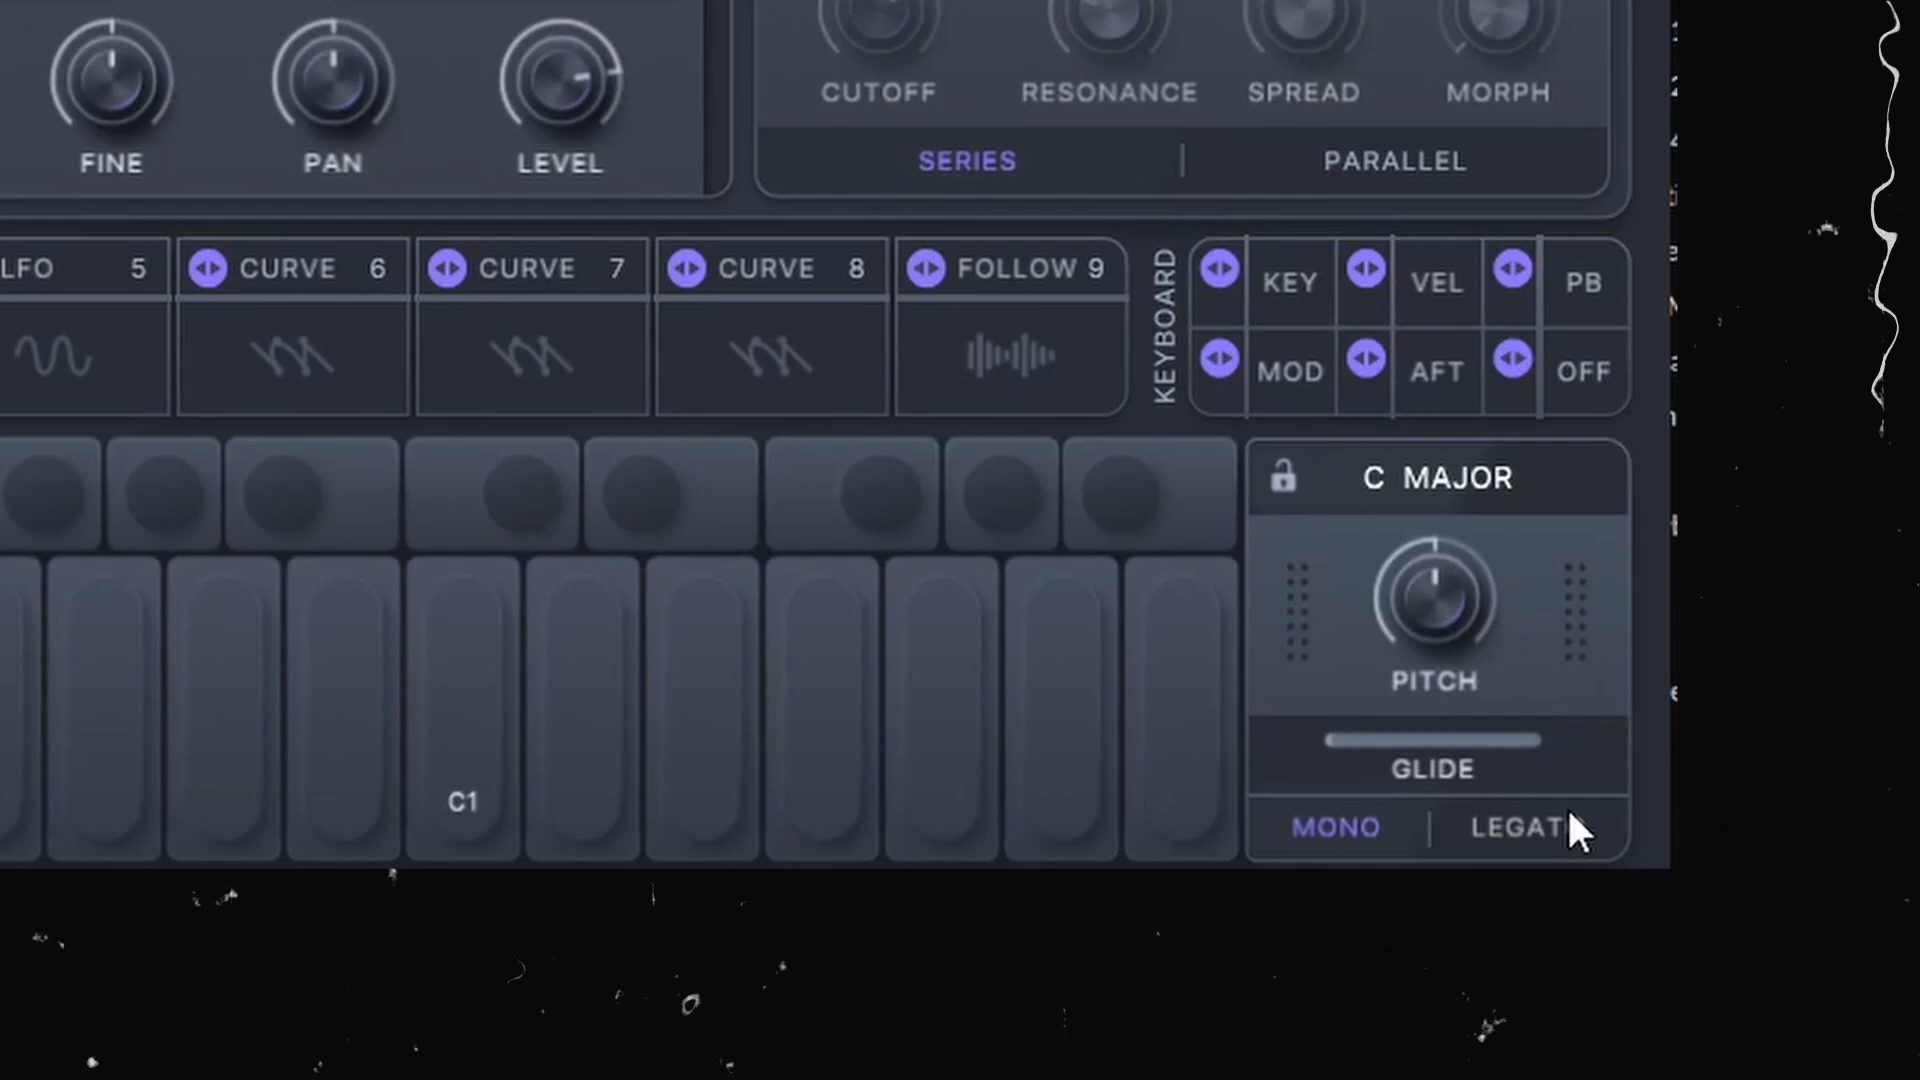 CUTOFF RESONANCE SPREAD MORPH
FINE PAN LEVEL
SERIES PARALLEL
LFO 5 CURVE 6 CURVE 7 CURVE 8 FOLLOW 9
KEYBOARD
KEY VEL PB
MOD AFT OFF
C MAJOR
PITCH
GLIDE
C1
MONO LEGATO